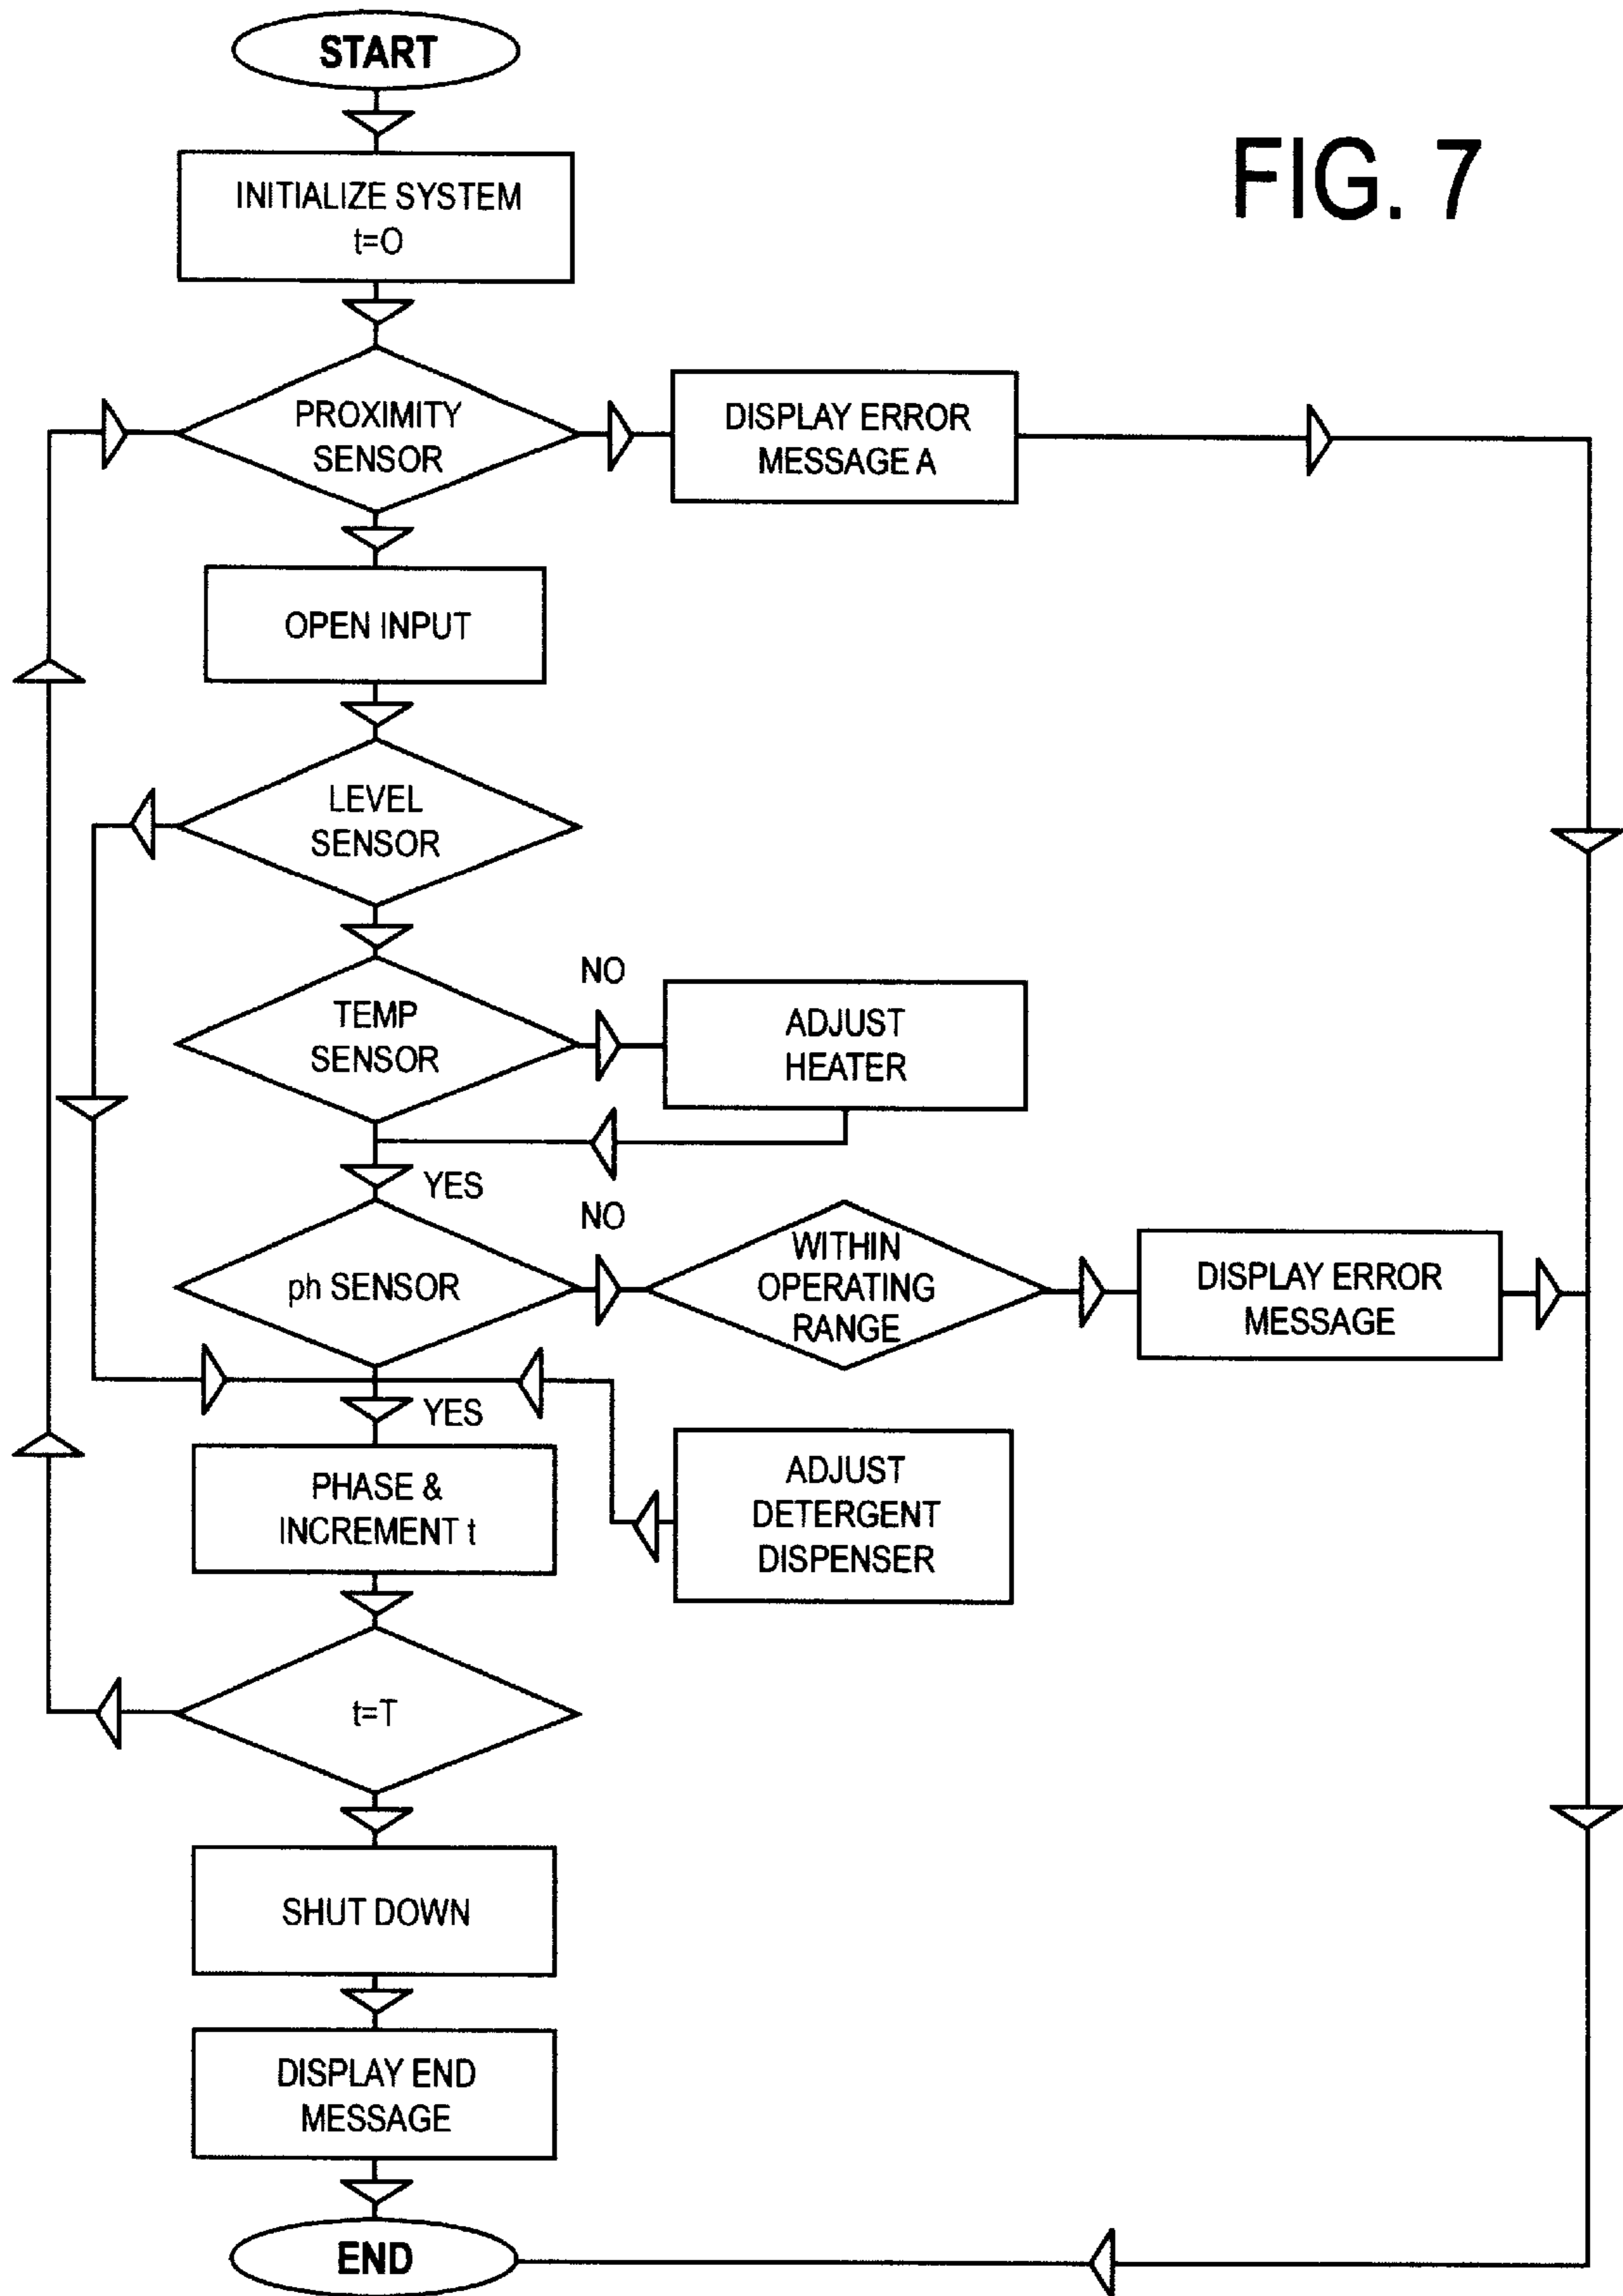 START
FIG. 7
INITIALIZE SYSTEM
t=O
PROXIMITY
SENSOR
DISPLAY ERROR
MESSAGE A
OPEN INPUT
LEVEL
SENSOR
TEMP
SENSOR
NO
ADJUST
HEATER
YES
ph SENSOR
NO
WITHIN
OPERATING
RANGE
DISPLAY ERROR
MESSAGE
YES
PHASE &
INCREMENT t
ADJUST
DETERGENT
DISPENSER
t=T
SHUT DOWN
DISPLAY END
MESSAGE
END